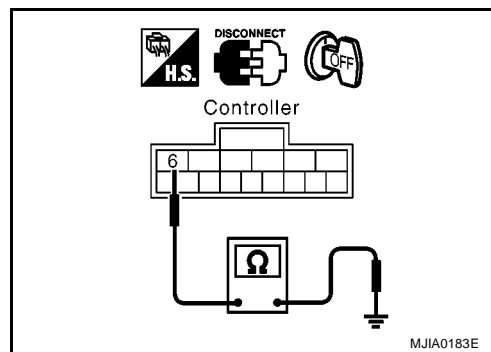 DISCONNECT
H.S.
OFF
Controller
6
Ω
MJIA0183E